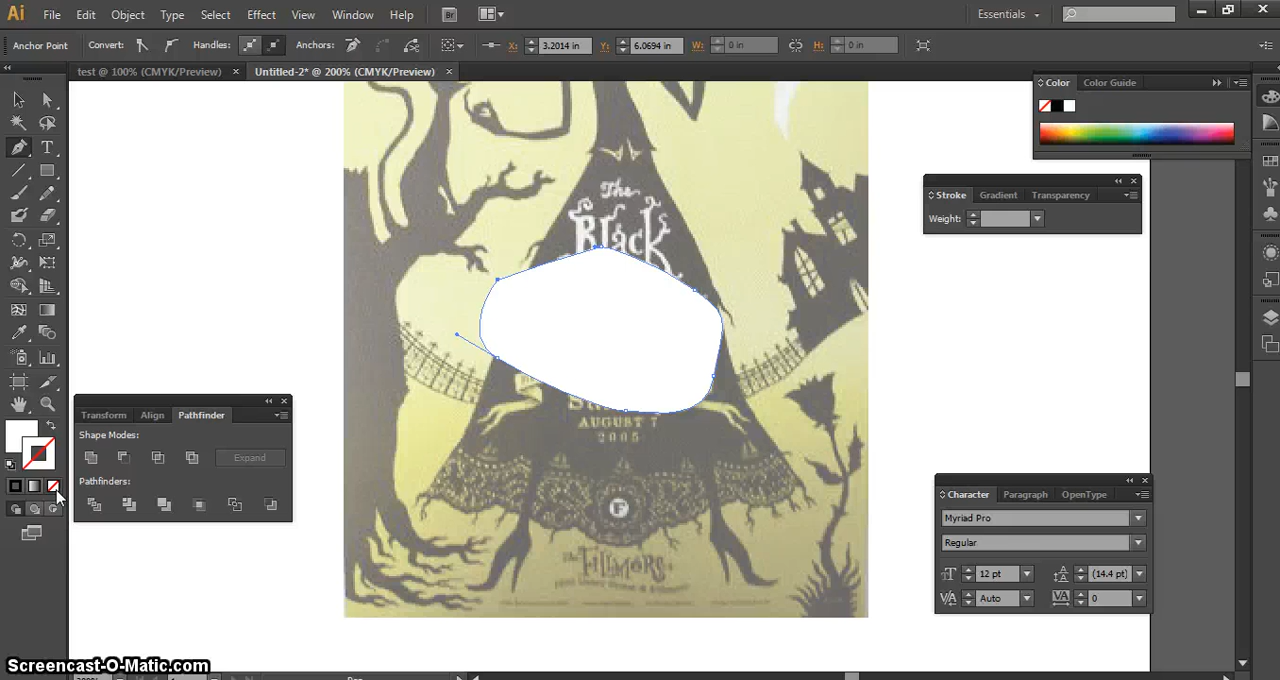 Ai File Edit Object Type Select Effect View Window Help Br Essentials
Anchor Point Convert: Handles: Anchors: X: 3.2014 in Y: 6.0694 in W: 0 in H: 0 in
test @ 100% (CMYK/Preview) × Untitled-2* @ 200% (CMYK/Preview) ×
Color Color Guide
Stroke Gradient Transparency
Weight:
The
Black
AUGUST 7
2005
F
The Fillmore
Transform Align Pathfinder
Shape Modes:
Expand
Pathfinders:
Character Paragraph OpenType
Myriad Pro
Regular
12 pt (14.4 pt)
Auto 0
Screencast-O-Matic.com